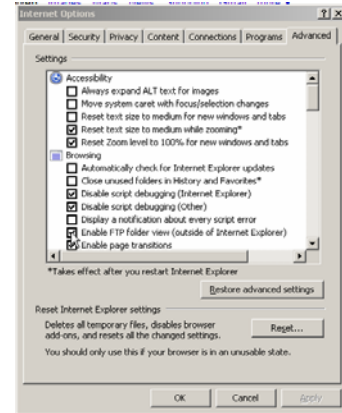 Internet Options
General Security Privacy Content Connections Programs Advanced
Settings
Accessibility
Always expand ALT text for images
Move system caret with focus/selection changes
Reset text size to medium for new windows and tabs
Reset text size to medium while zooming*
Reset Zoom level to 100% for new windows and tabs
Browsing
Automatically check for Internet Explorer updates
Close unused folders in History and Favorites*
Disable script debugging (Internet Explorer)
Disable script debugging (Other)
Display a notification about every script error
Enable FTP folder view (outside of Internet Explorer)
Enable page transitions
*Takes effect after you restart Internet Explorer
Restore advanced settings
Reset Internet Explorer settings
Deletes all temporary files, disables browser
add-ons, and resets all the changed settings.
Reset...
You should only use this if your browser is in an unusable state.
OK Cancel Apply